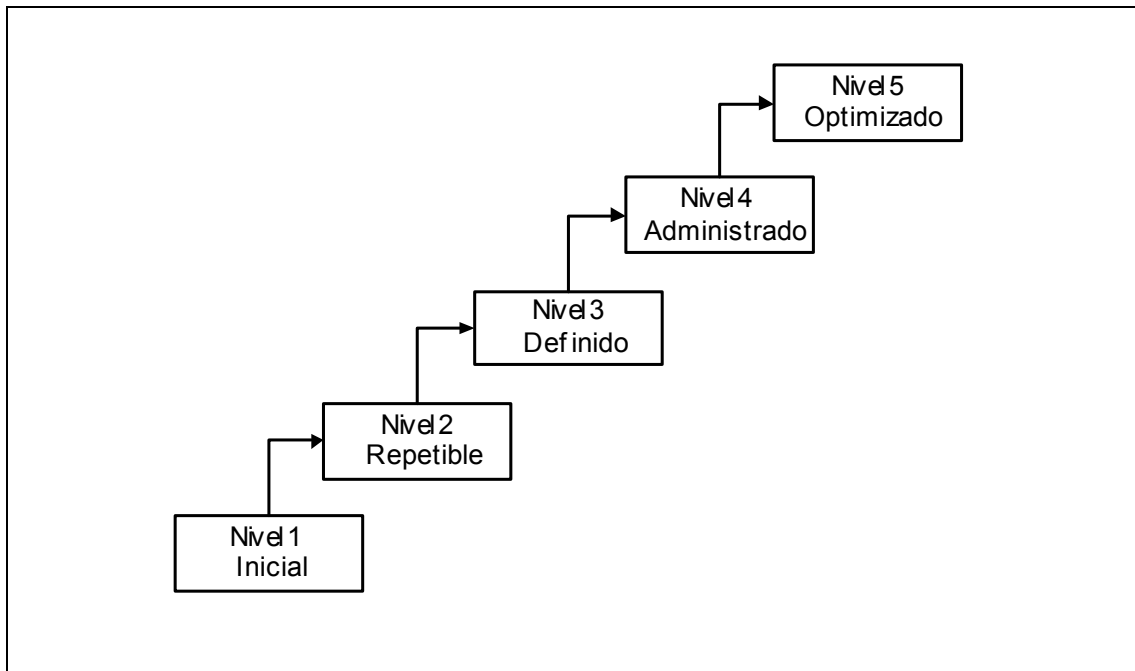 Nivel 5
Optimizado
Nivel 4
Administrado
Nivel 3
Definido
Nivel 2
Repetible
Nivel 1
Inicial